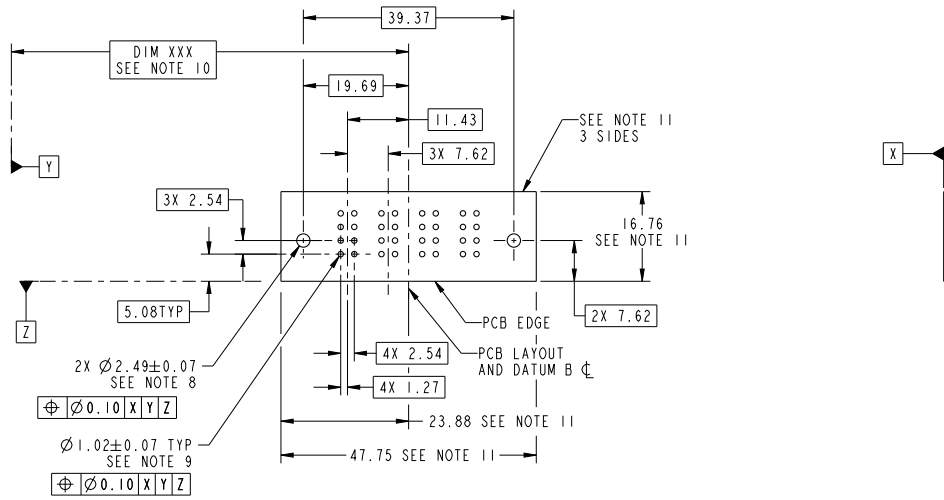 39.37
DIM XXX
SEE NOTE 10
19.69
11.43
SEE NOTE 11
3 SIDES
X
Y
3X 7.62
3X 2.54
16.76
SEE NOTE 11
5.08TYP
2X 7.62
Z
PCB EDGE
PCB LAYOUT
AND DATUM B ℄
4X 2.54
2X Ø2.49±0.07
SEE NOTE 8
4X 1.27
⌖ Ø0.10 X Y Z
23.88 SEE NOTE 11
Ø1.02±0.07 TYP
SEE NOTE 9
47.75 SEE NOTE 11
⌖ Ø0.10 X Y Z